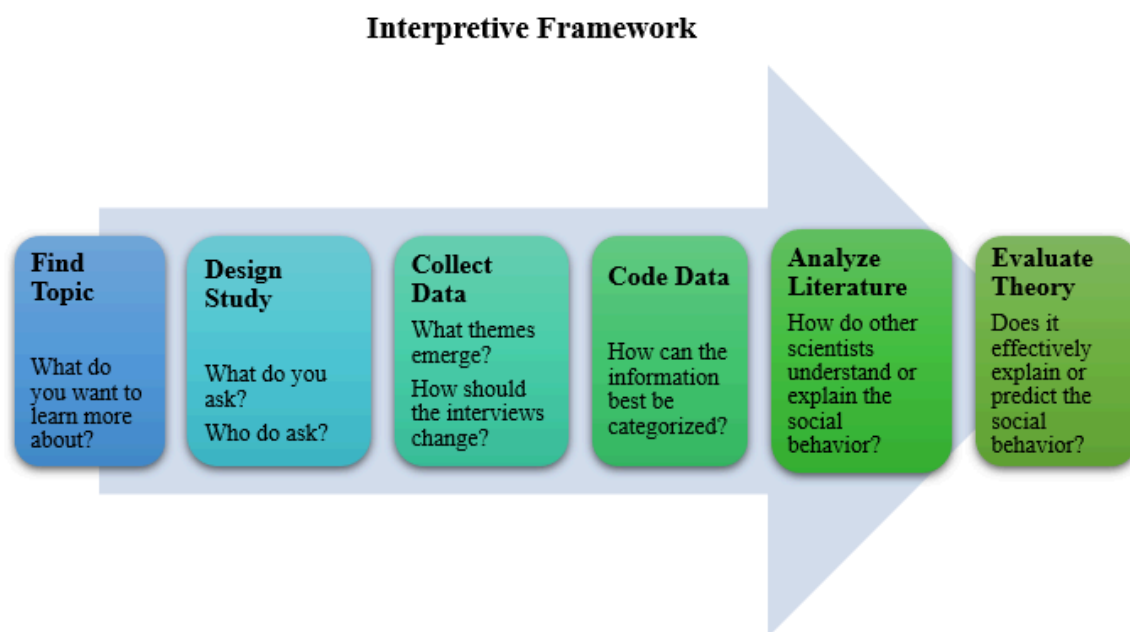 Interpretive Framework
Find
Topic
What do
you want to
learn more
about?
Design
Study
What do you
ask?
Who do ask?
Collect
Data
What themes
emerge?
How should
the interviews
change?
Code Data
How can the
information
best be
categorized?
Analyze
Literature
How do other
scientists
understand or
explain the
social
behavior?
Evaluate
Theory
Does it
effectively
explain or
predict the
social
behavior?